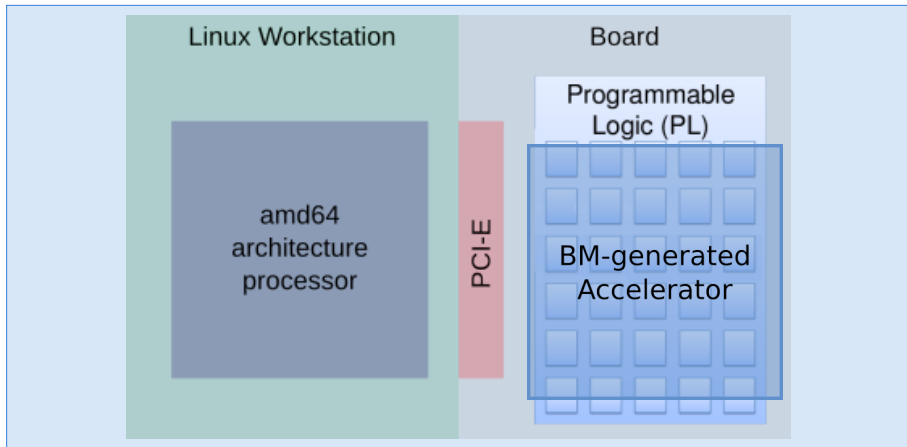 Linux Workstation
Board
Programmable
Logic (PL)
amd64
architecture
processor
PCI-E
BM-generated
Accelerator